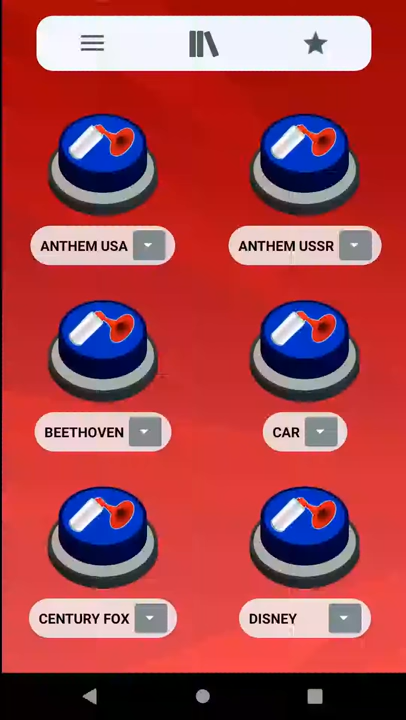 ANTHEM USA
ANTHEM USSR
BEETHOVEN
CAR
CENTURY FOX
DISNEY